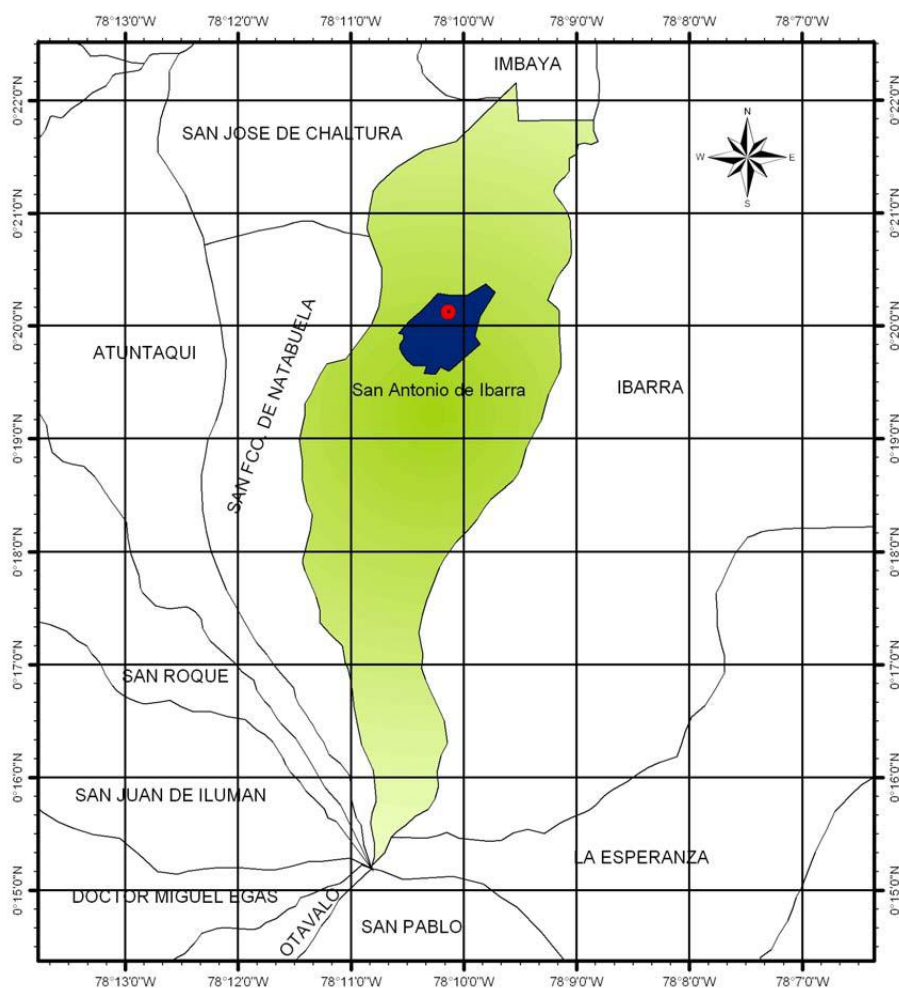 78°13'0"W 78°12'0"W 78°11'0"W 78°10'0"W 78°9'0"W 78°8'0"W 78°7'0"W
IMBAYA
0°22'0"N 0°22'0"N
N
SAN JOSE DE CHALTURA
W E
S
0°21'0"N 0°21'0"N
0°20'0"N 0°20'0"N
ATUNTAQUI
SAN FCO. DE NATABUELA
San Antonio de Ibarra
IBARRA
0°19'0"N 0°19'0"N
0°18'0"N 0°18'0"N
0°17'0"N 0°17'0"N
SAN ROQUE
0°16'0"N 0°16'0"N
SAN JUAN DE ILUMAN
LA ESPERANZA
0°15'0"N 0°15'0"N
DOCTOR MIGUEL EGAS
OTAVALO
SAN PABLO
78°13'0"W 78°12'0"W 78°11'0"W 78°10'0"W 78°9'0"W 78°8'0"W 78°7'0"W